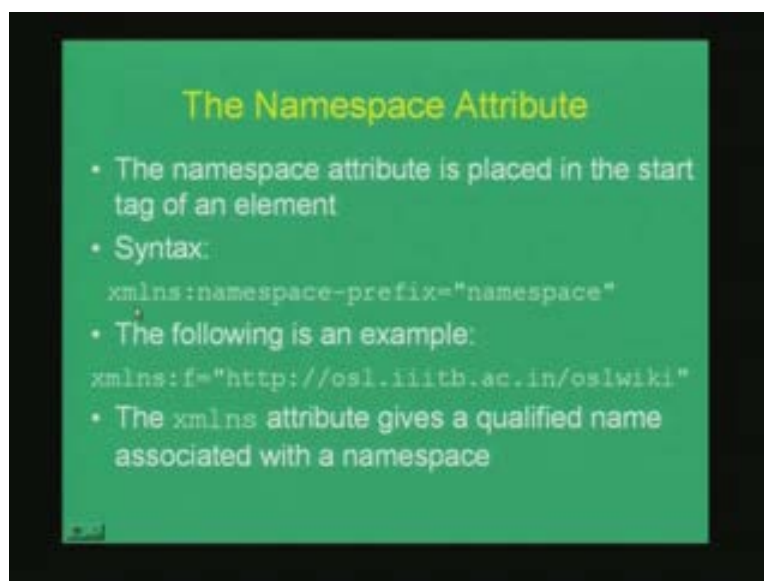 The Namespace Attribute
• The namespace attribute is placed in the start
tag of an element
• Syntax:
xmlns:namespace-prefix="namespace"
• The following is an example:
xmlns:f="http://osl.iiitb.ac.in/oslwiki"
• The xmlns attribute gives a qualified name
associated with a namespace